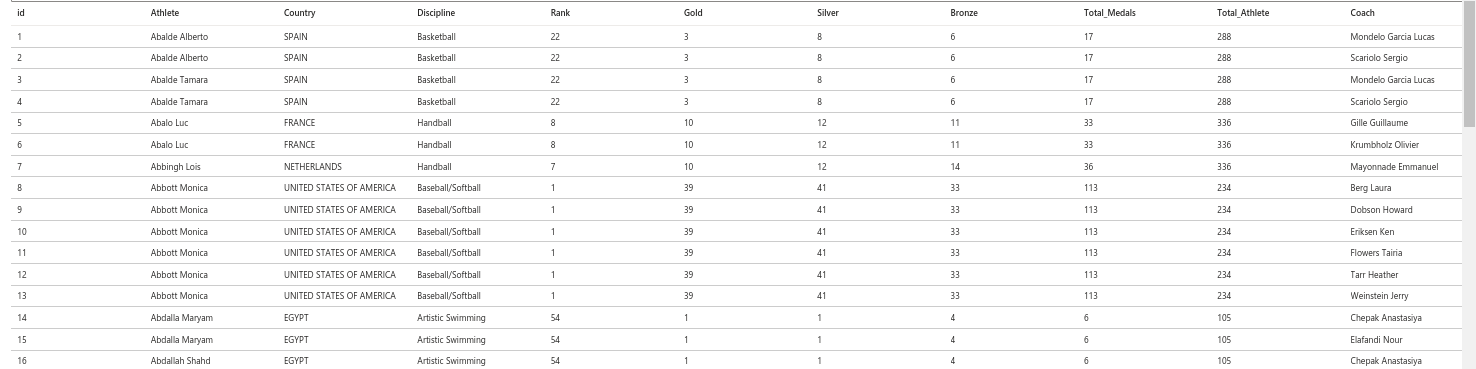 id Athlete Country Discipline Rank Gold Silver Bronze Total_Medals Total_Athlete Coach
1 Abalde Alberto SPAIN Basketball 22 3 8 6 17 288 Mondelo Garcia Lucas
2 Abalde Alberto SPAIN Basketball 22 3 8 6 17 288 Scariolo Sergio
3 Abalde Tamara SPAIN Basketball 22 3 8 6 17 288 Mondelo Garcia Lucas
4 Abalde Tamara SPAIN Basketball 22 3 8 6 17 288 Scariolo Sergio
5 Abalo Luc FRANCE Handball 8 10 12 11 33 336 Gille Guillaume
6 Abalo Luc FRANCE Handball 8 10 12 11 33 336 Krumbholz Olivier
7 Abbingh Lois NETHERLANDS Handball 7 10 12 14 36 336 Mayonnade Emmanuel
8 Abbott Monica UNITED STATES OF AMERICA Baseball/Softball 1 39 41 33 113 234 Berg Laura
9 Abbott Monica UNITED STATES OF AMERICA Baseball/Softball 1 39 41 33 113 234 Dobson Howard
10 Abbott Monica UNITED STATES OF AMERICA Baseball/Softball 1 39 41 33 113 234 Eriksen Ken
11 Abbott Monica UNITED STATES OF AMERICA Baseball/Softball 1 39 41 33 113 234 Flowers Tairia
12 Abbott Monica UNITED STATES OF AMERICA Baseball/Softball 1 39 41 33 113 234 Tarr Heather
13 Abbott Monica UNITED STATES OF AMERICA Baseball/Softball 1 39 41 33 113 234 Weinstein Jerry
14 Abdalla Maryam EGYPT Artistic Swimming 54 1 1 4 6 105 Chepak Anastasiya
15 Abdalla Maryam EGYPT Artistic Swimming 54 1 1 4 6 105 Elafandi Nour
16 Abdallah Shahd EGYPT Artistic Swimming 54 1 1 4 6 105 Chepak Anastasiya